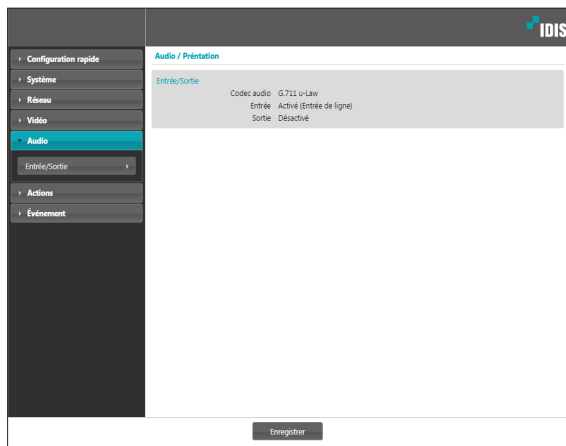 IDIS
Configuration rapide
Système
Réseau
Vidéo
Audio
Entrée/Sortie
Actions
Événement
Audio / Préntation
Entrée/Sortie
Codec audio G.711 u-Law
Entrée Activé (Entrée de ligne)
Sortie Désactivé
Enregistrer